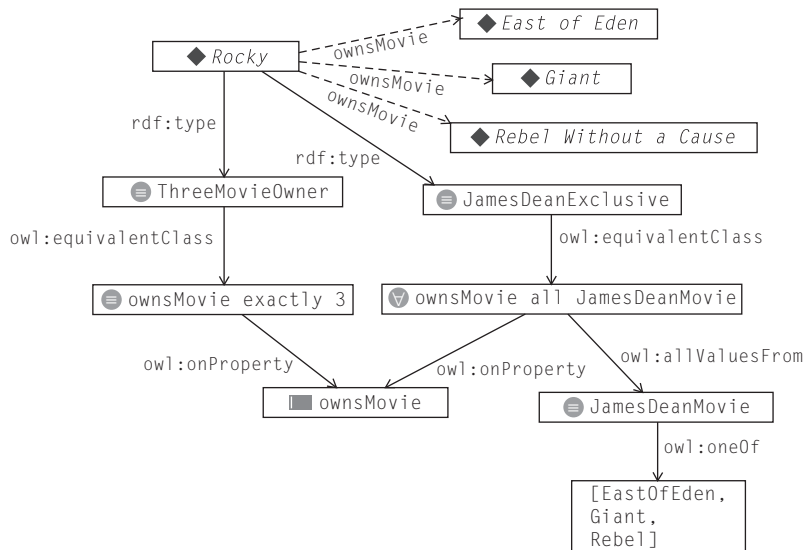 East of Eden
ownsMovie
Rocky
ownsMovie
Giant
ownsMovie
Rebel Without a Cause
rdf:type
rdf:type
ThreeMovieOwner
JamesDeanExclusive
owl:equivalentClass
owl:equivalentClass
ownsMovie exactly 3
ownsMovie all JamesDeanMovie
owl:onProperty
owl:onProperty
owl:allValuesFrom
ownsMovie
JamesDeanMovie
owl:oneOf
[EastOfEden,
Giant,
Rebel]